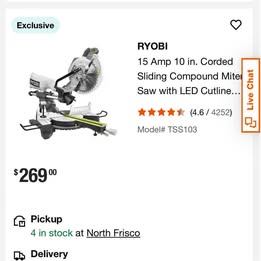 Exclusive
RYOBI
15 Amp 10 in. Corded
Sliding Compound Miter
Saw with LED Cutline…
(4.6 / 4252)
Model# TSS103
Live Chat
$269 00
Pickup
4 in stock at North Frisco
Delivery